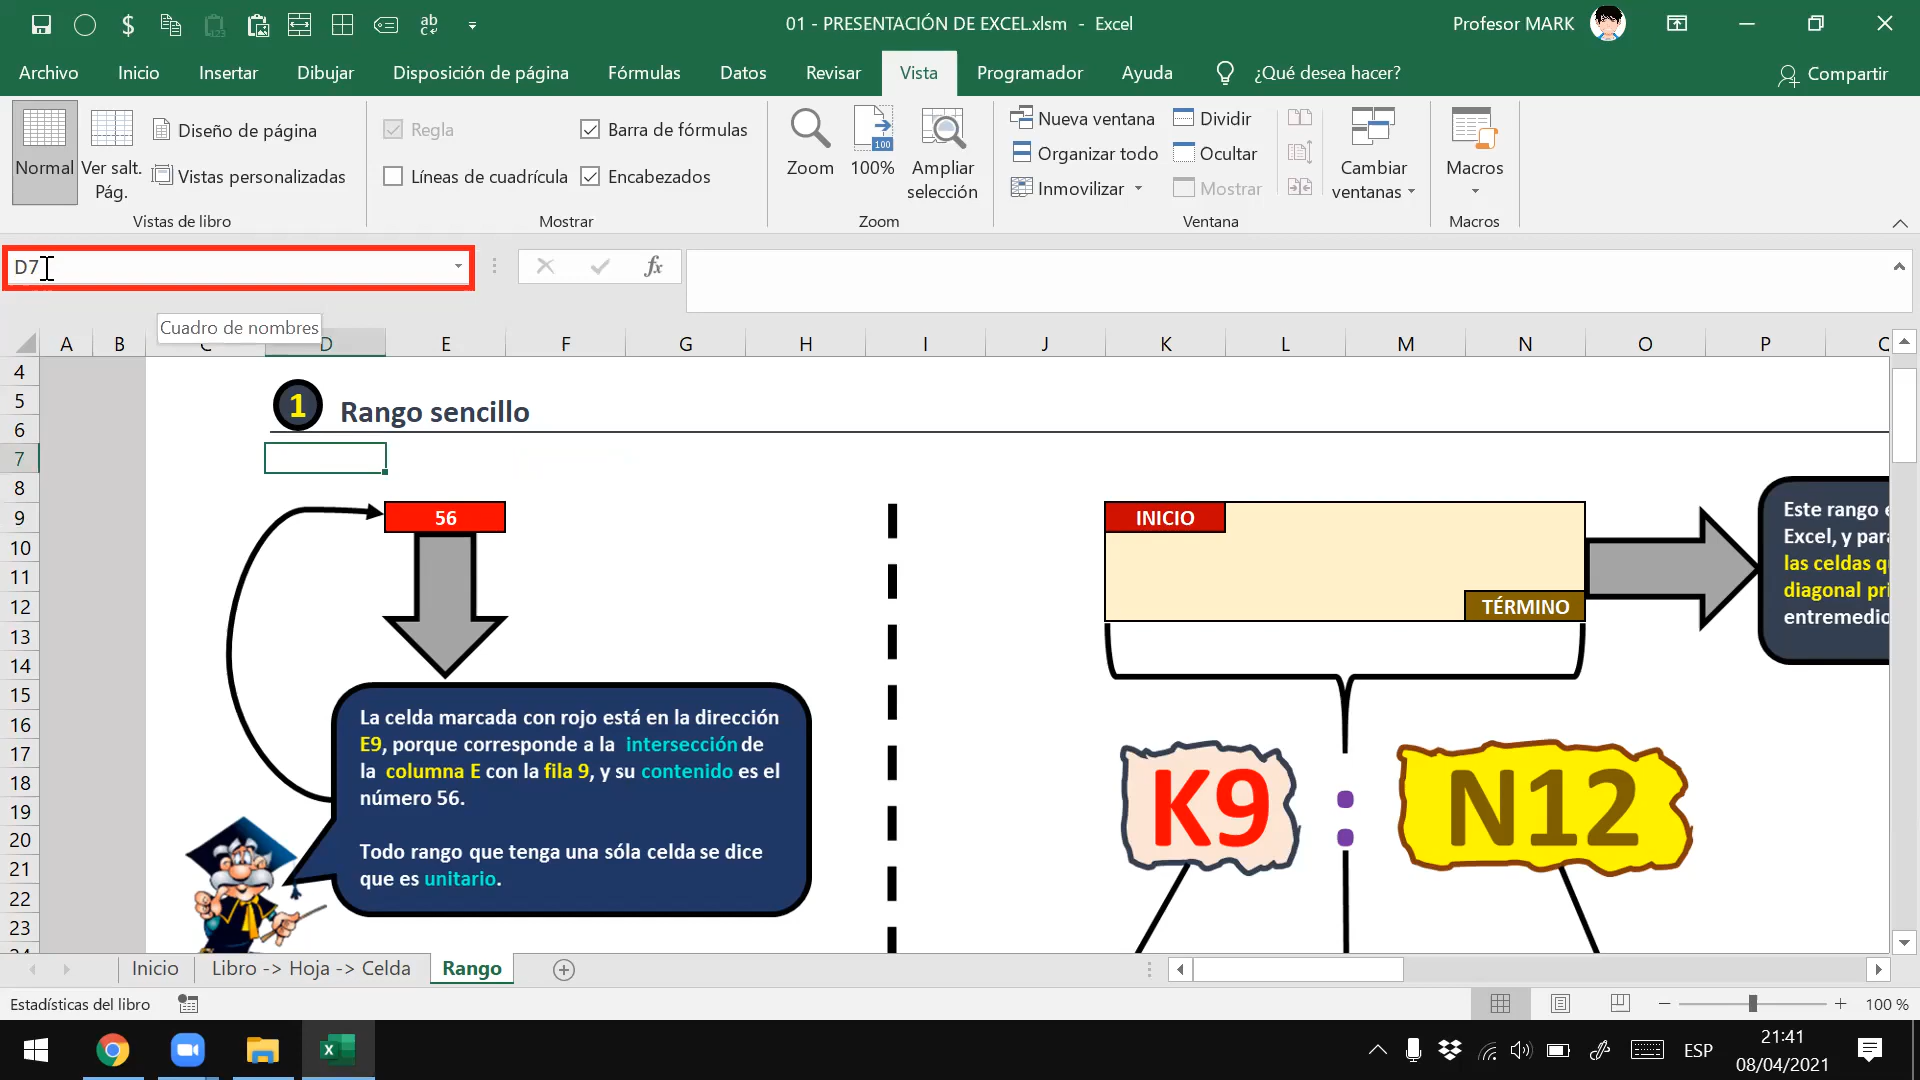 01 - PRESENTACIÓN DE EXCEL.xlsm - Excel
Profesor MARK
Archivo Inicio Insertar Dibujar Disposición de página Fórmulas Datos Revisar Vista Programador Ayuda ¿Qué desea hacer? Compartir
Normal
Ver salt.
Pág.
Diseño de página
Vistas personalizadas
Vistas de libro
Regla
Barra de fórmulas
Líneas de cuadrícula
Encabezados
Mostrar
Zoom
100
100%
Ampliar
selección
Zoom
Nueva ventana
Organizar todo
Inmovilizar
Dividir
Ocultar
Mostrar
Cambiar
ventanas
Ventana
Macros
Macros
D7
fx
Cuadro de nombres
A B C D E F G H I J K L M N O P
4
5
6
7
8
9
10
11
12
13
14
15
16
17
18
19
20
21
22
23
1 Rango sencillo
56
La celda marcada con rojo está en la dirección
E9, porque corresponde a la intersección de
la columna E con la fila 9, y su contenido es el
número 56.
Todo rango que tenga una sóla celda se dice
que es unitario.
INICIO
TÉRMINO
K9 : N12
Este rango
Excel, y
las celdas
diagonal
Inicio Libro -> Hoja -> Celda Rango
Estadísticas del libro
100 %
ESP
21:41
08/04/2021